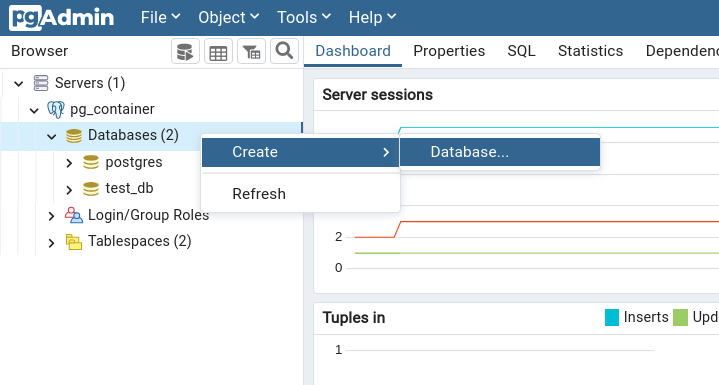 pgAdmin File Object Tools Help
Browser
Dashboard Properties SQL Statistics Dependenc
Servers (1)
pg_container
Databases (2)
postgres
test_db
Login/Group Roles
Tablespaces (2)
Create
Refresh
Database...
Server sessions
2
0
Tuples in
Inserts Upd
1